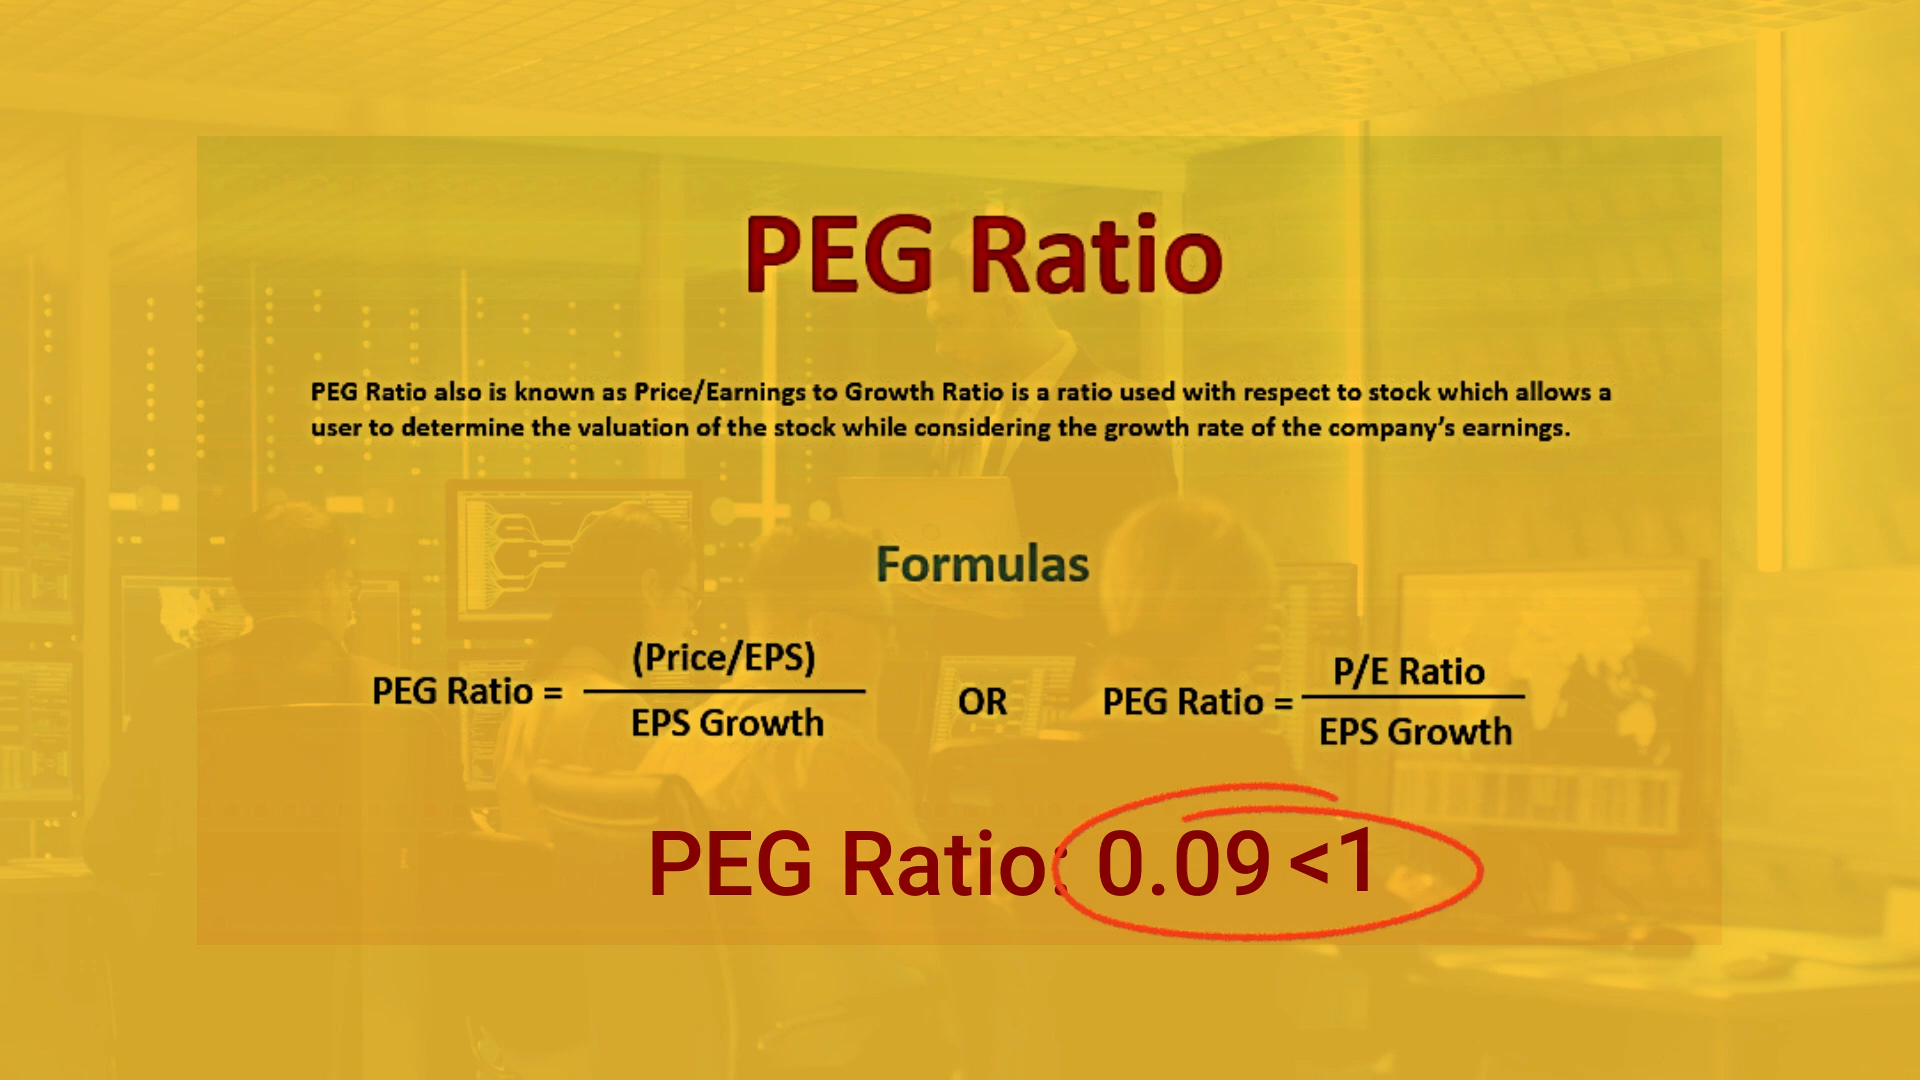 PEG Ratio
PEG Ratio also is known as Price/Earnings to Growth Ratio is a ratio used with respect to stock which allows a
user to determine the valuation of the stock while considering the growth rate of the company’s earnings.
Formulas
PEG Ratio = (Price/EPS)
EPS Growth
OR
PEG Ratio = P/E Ratio
EPS Growth
PEG Ratio: 0.09 <1